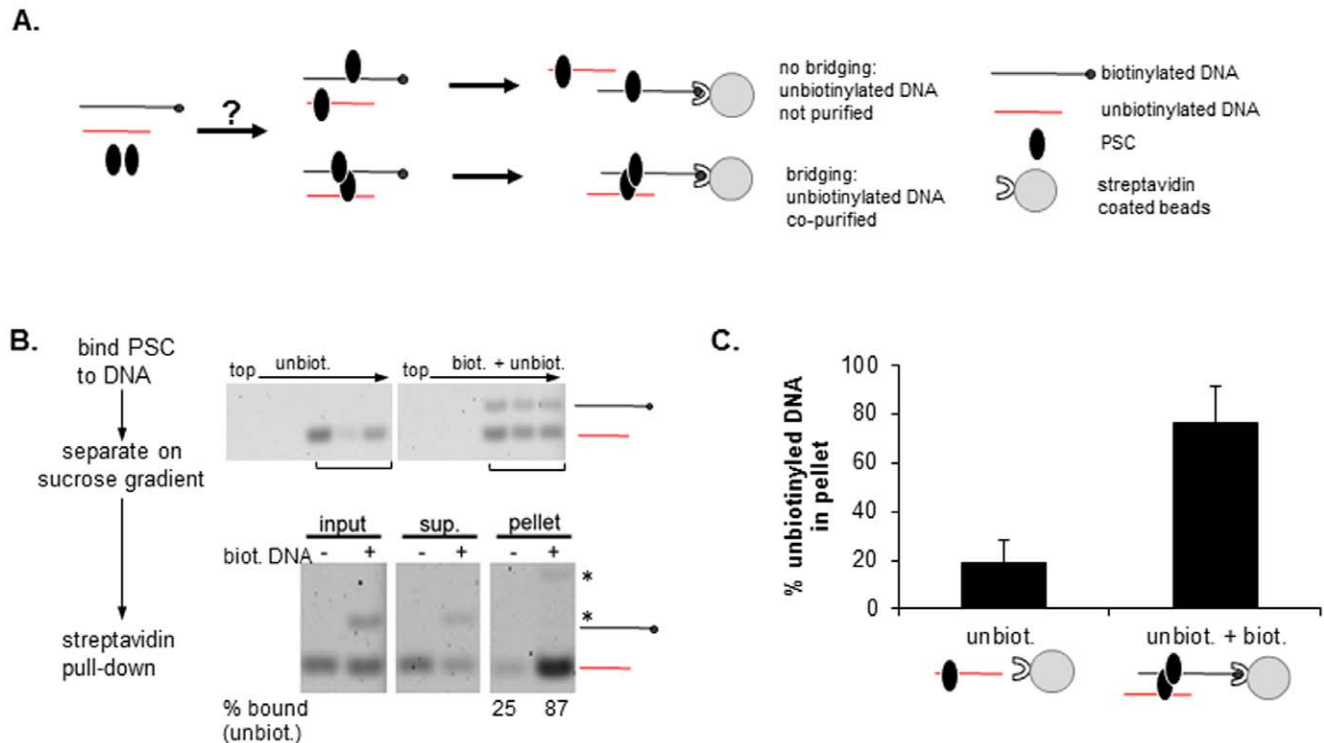 A.
?
no bridging:
unbiotinylated DNA
not purified
bridging:
unbiotinylated DNA
co-purified
biotinylated DNA
unbiotinylated DNA
PSC
streptavidin
coated beads
B.
bind PSC
to DNA
separate on
sucrose gradient
streptavidin
pull-down
top unbiot.
top biot. + unbiot.
input sup. pellet
biot. DNA - + - + - +
*
*
% bound 25 87
(unbiot.)
C.
% unbiotinyled DNA
in pellet
100
80
60
40
20
0
unbiot. unbiot. + biot.